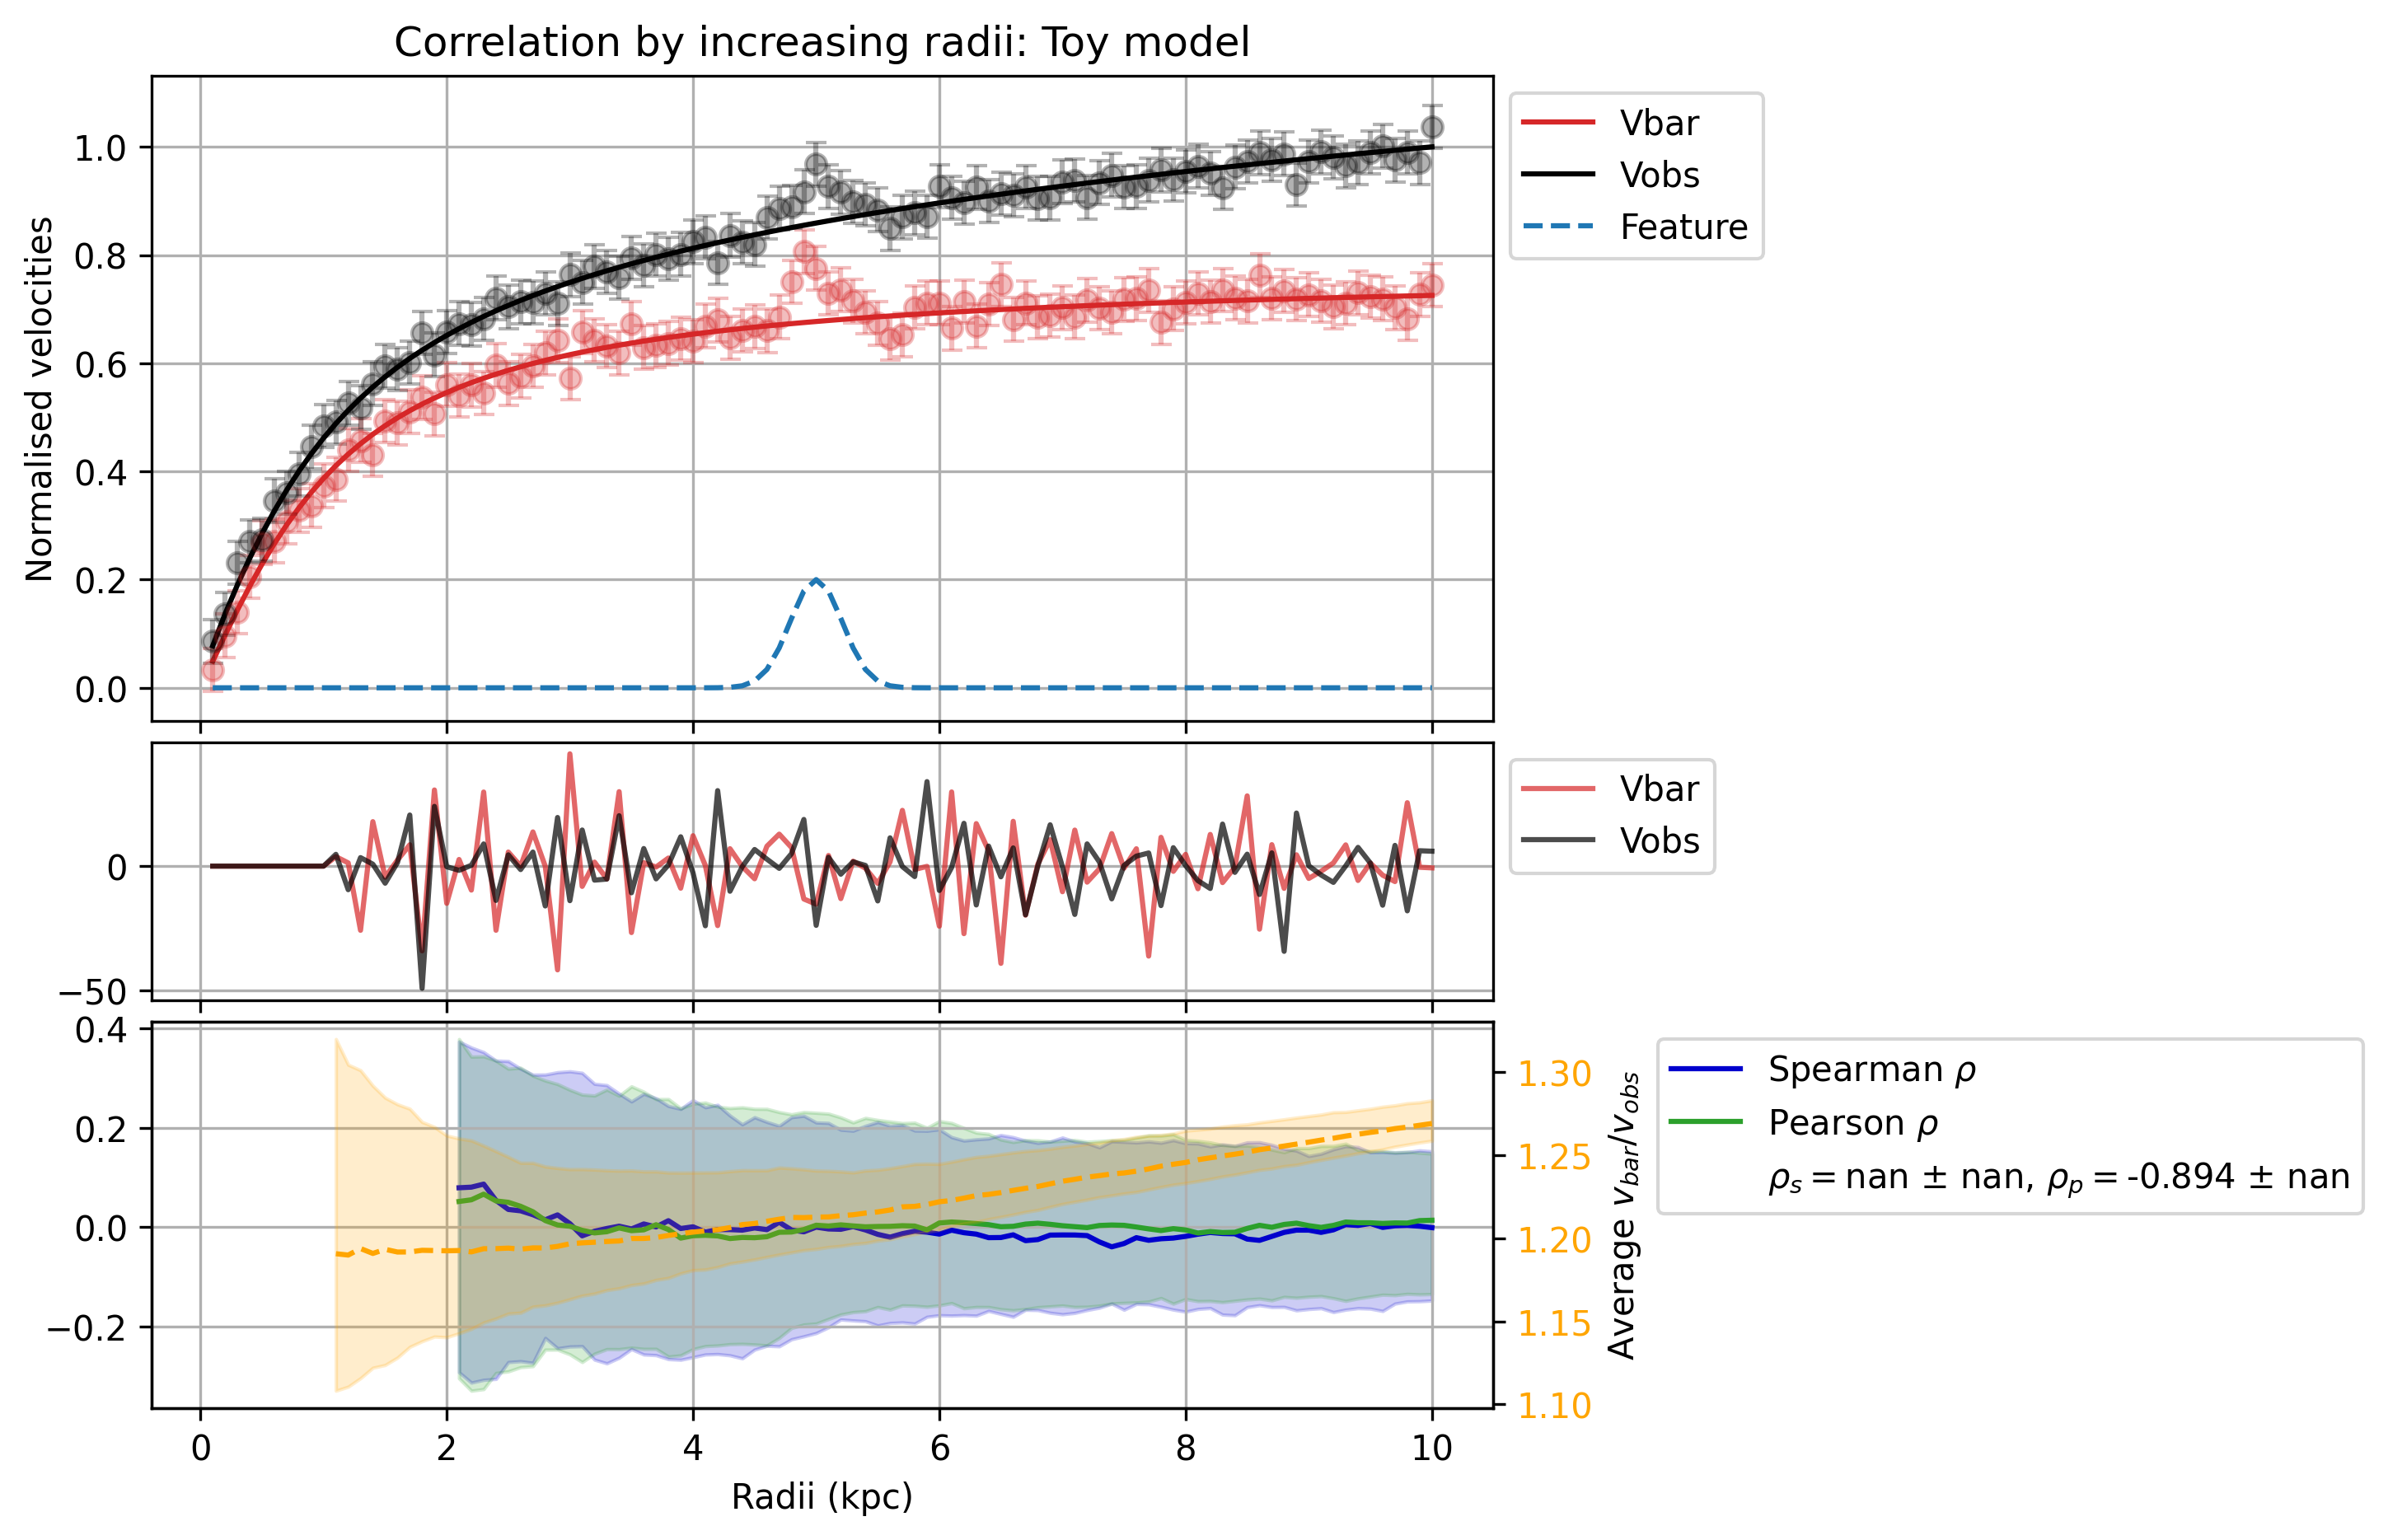 Correlation by increasing radii: Toy model
Normalised velocities
1.0
0.8
0.6
0.4
0.2
0.0
Vbar
Vobs
Feature
0
−50
Vbar
Vobs
0.4
0.2
0.0
−0.2
1.30
1.25
1.20
1.15
1.10
Average v_bar/v_obs
Spearman ρ
Pearson ρ
ρ_s = nan ± nan, ρ_p = -0.894 ± nan
0 2 4 6 8 10
Radii (kpc)